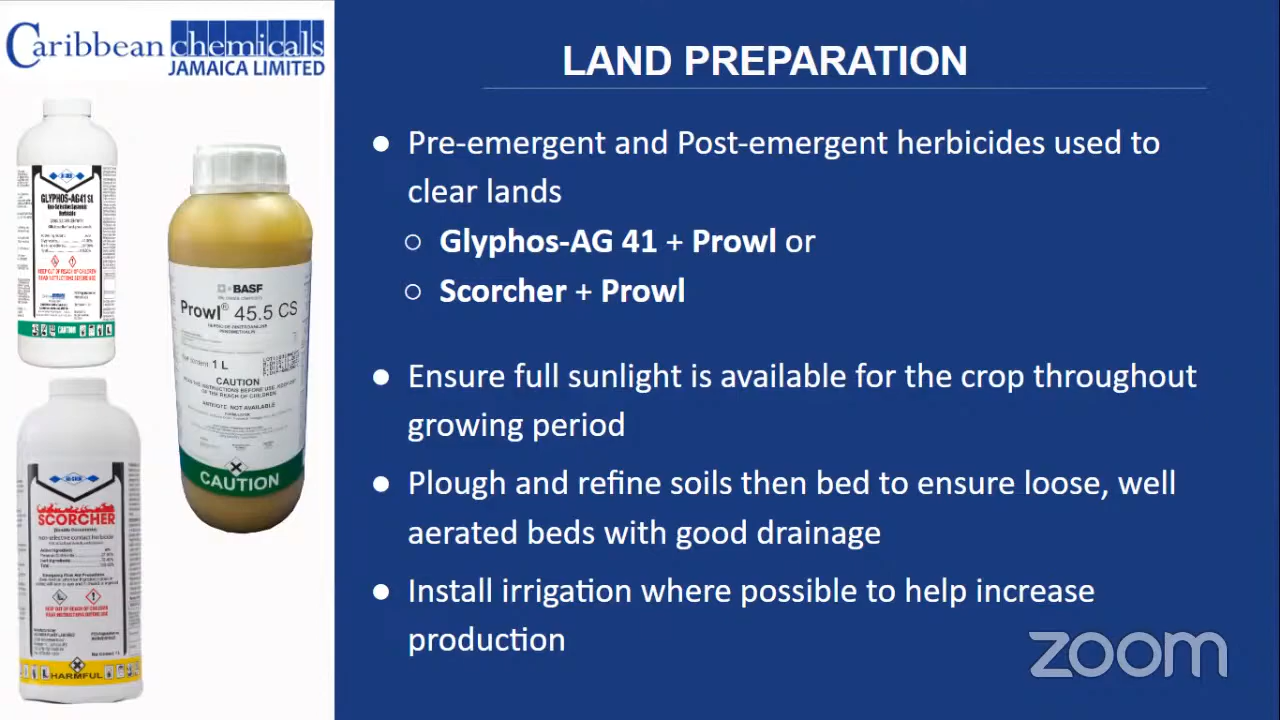 Caribbean chemicals
JAMAICA LIMITED
LAND PREPARATION
● Pre-emergent and Post-emergent herbicides used to
clear lands
○ Glyphos-AG 41 + Prowl or
○ Scorcher + Prowl
● Ensure full sunlight is available for the crop throughout
growing period
● Plough and refine soils then bed to ensure loose, well
aerated beds with good drainage
● Install irrigation where possible to help increase
production
GLYPHOS-AG41 SL
CAUTION
BASF
Prowl® 45.5 CS
1 L
CAUTION
CAUTION
SCORCHER
HARMFUL
zoom